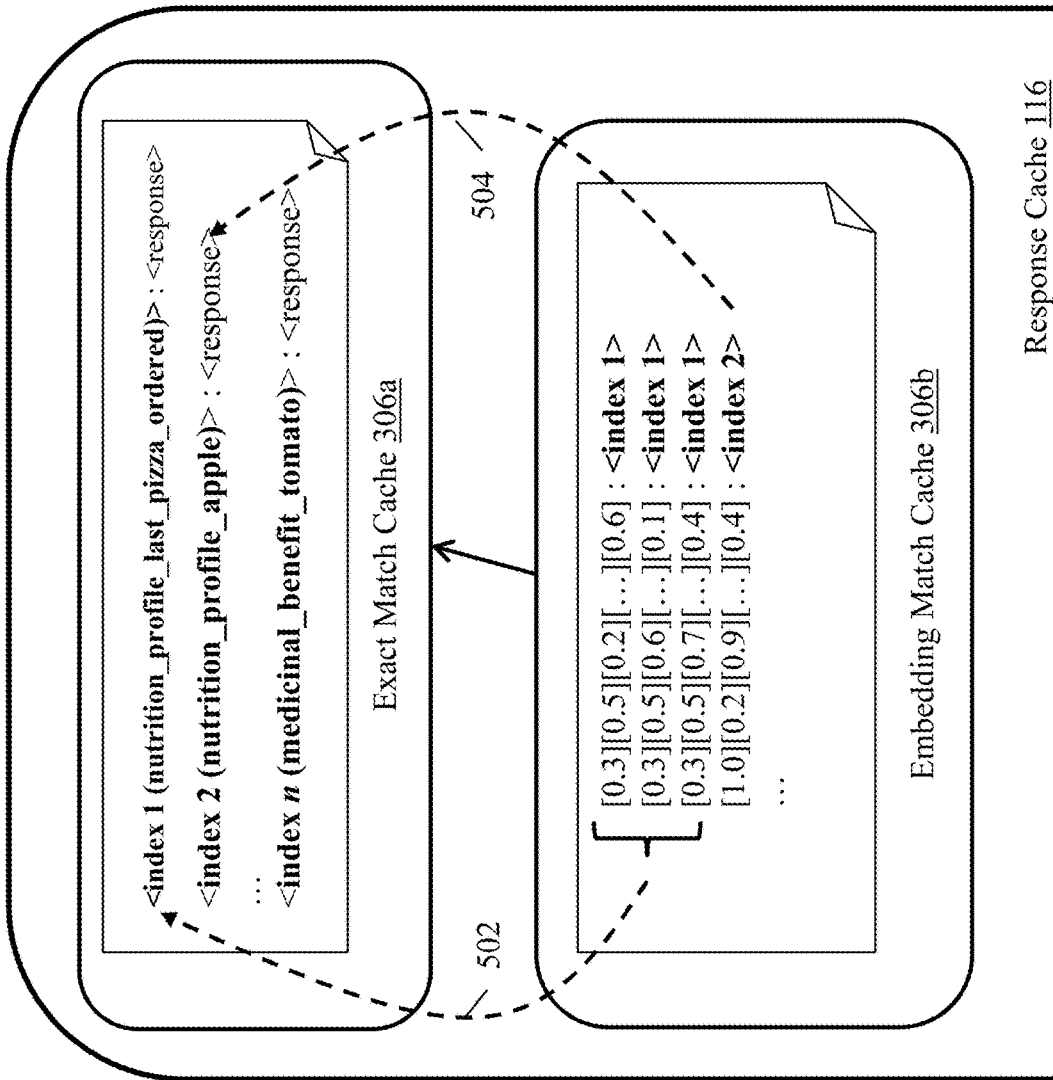 <index 1 (nutrition_profile_last_pizza_ordered)> : <response>
<index 2 (nutrition_profile_apple)> : <response>
…
<index n (medicinal_benefit_tomato)> : <response>
Exact Match Cache 306a
502
504
[0.3][0.5][0.2][…][0.6] : <index 1>
[0.3][0.5][0.6][…][0.1] : <index 1>
[0.3][0.5][0.7][…][0.4] : <index 1>
[1.0][0.2][0.9][…][0.4] : <index 2>
…
Embedding Match Cache 306b
Response Cache 116